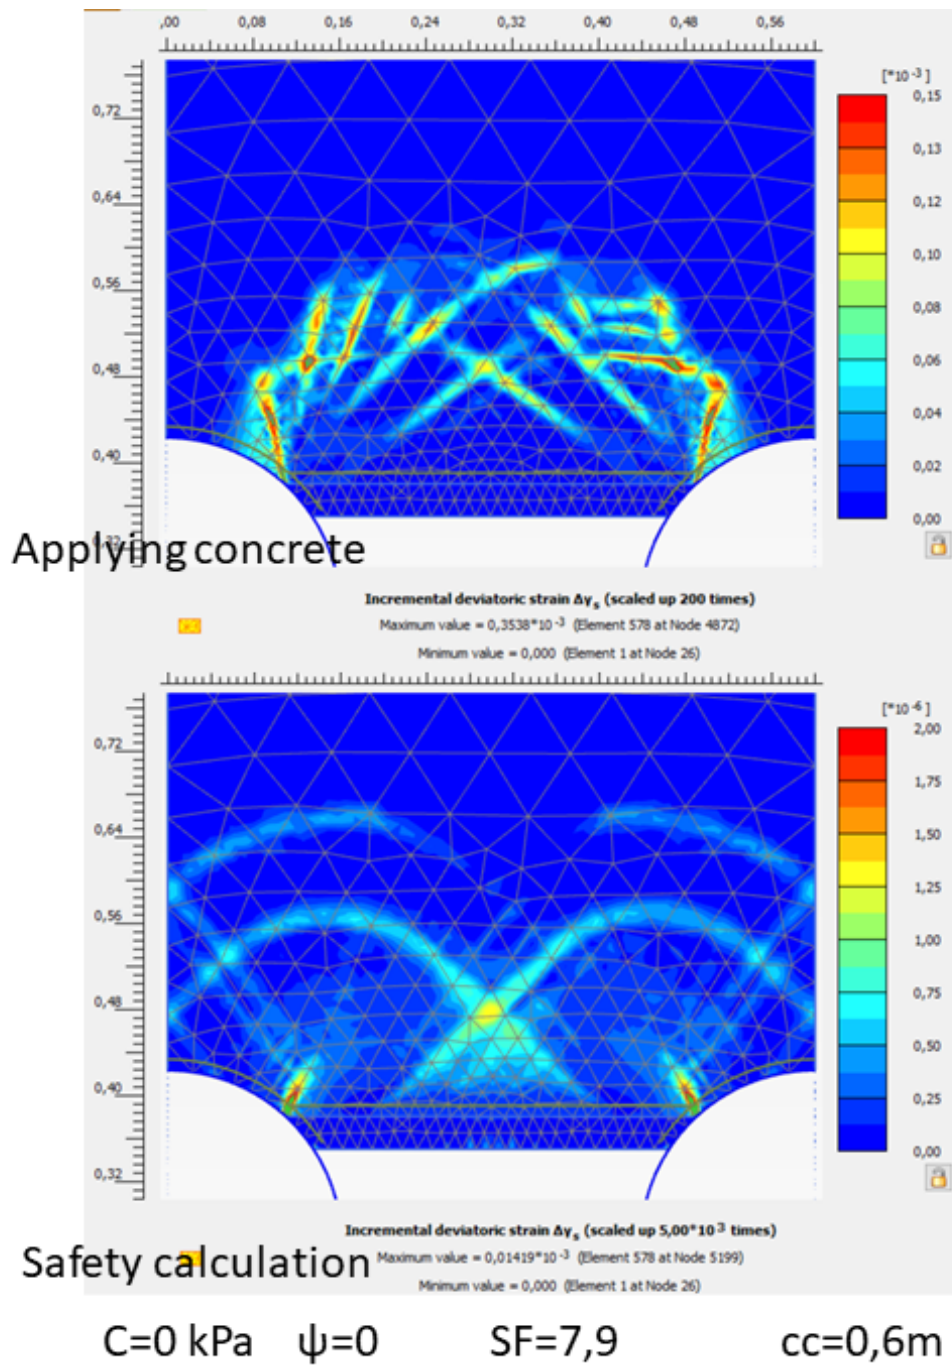 ,00 0,08 0,16 0,24 0,32 0,40 0,48 0,56
[*10 -3 ]
0,15
0,72
0,13
0,12
0,64
0,10
0,56
0,08
0,06
0,48
0,04
0,02
0,40
0,00
0,32
Applying concrete
Incremental deviatoric strain Δγs (scaled up 200 times)
Maximum value = 0,3538*10 -3 (Element 578 at Node 4872)
Minimum value = 0,000 (Element 1 at Node 26)
[*10 -6 ]
2,00
0,72
1,75
1,50
0,64
1,25
0,56
1,00
0,75
0,48
0,50
0,40
0,25
0,00
0,32
Incremental deviatoric strain Δγs (scaled up 5,00*10 3 times)
Safety calculation
Maximum value = 0,01419*10 -3 (Element 578 at Node 5199)
Minimum value = 0,000 (Element 1 at Node 26)
C=0 kPa ψ=0 SF=7,9 cc=0,6m